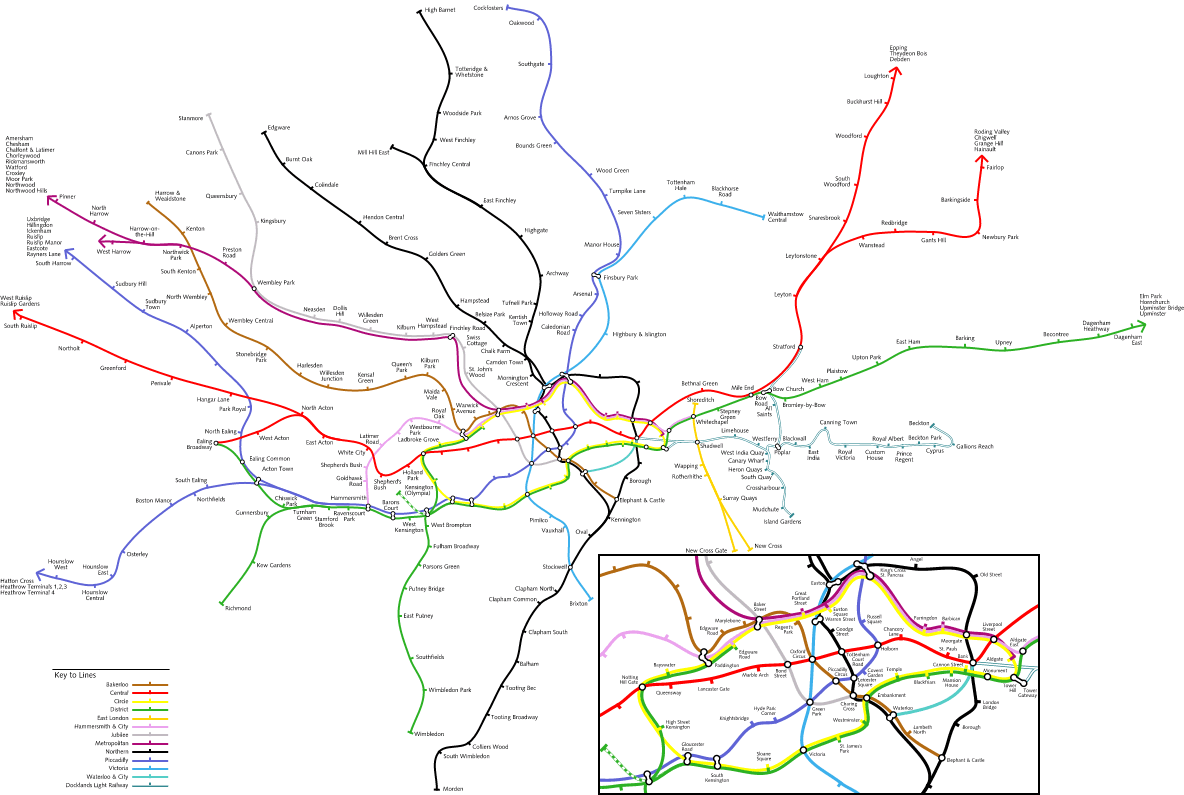 High Barnet
Cockfosters
Oakwood
Totteridge &
Whetstone
Southgate
Epping
Theydon Bois
Debden
Loughton
Buckhurst Hill
Woodside Park
Arnos Grove
Stanmore
Edgware
Canons Park
Burnt Oak
Mill Hill East
West Finchley
Bounds Green
Woodford
Roding Valley
Chigwell
Grange Hill
Hainault
Fairlop
Amersham
Chesham
Chalfont & Latimer
Chorleywood
Rickmansworth
Watford
Croxley
Moor Park
Northwood
Northwood Hills
Pinner
Finchley Central
Wood Green
Colindale
Turnpike Lane
Tottenham
Hale
Blackhorse
Road
South
Woodford
Queensbury
Harrow &
Wealdstone
East Finchley
Barkingside
North
Harrow
Hendon Central
Seven Sisters
Walthamstow
Central
Snaresbrook
Redbridge
Uxbridge
Hillingdon
Ickenham
Ruislip
Ruislip Manor
Eastcote
Rayners Lane
South Harrow
Harrow-on-
the-Hill
West Harrow
Kenton
Kingsbury
Brent Cross
Highgate
Manor House
Wanstead
Gants Hill
Newbury Park
Northwick
Park
Preston
Road
Golders Green
Leytonstone
South Kenton
Archway
Finsbury Park
Sudbury Hill
Wembley Park
North Wembley
Arsenal
Leyton
West Ruislip
Ruislip Gardens
South Ruislip
Sudbury
Town
Hampstead
Tufnell Park
Holloway Road
Elm Park
Hornchurch
Upminster Bridge
Upminster
Neasden
Dollis
Hill
Willesden
Green
Kilburn
West
Hampstead
Finchley Road
Belsize Park
Kentish
Town
Caledonian
Road
Highbury & Islington
Dagenham
Heathway
Dagenham
East
Alperton
Wembley Central
Swiss
Cottage
Chalk Farm
Camden Town
Stratford
East Ham
Barking
Upney
Becontree
Northolt
Stonebridge
Park
Harlesden
Willesden
Junction
Kensal
Green
Queen's
Park
Kilburn
Park
St. John's
Wood
Mornington
Crescent
Upton Park
Greenford
Perivale
Maida
Vale
Bethnal Green
Mile End
Bow Church
West Ham
Plaistow
Hangar Lane
Park Royal
North Acton
Royal
Oak
Warwick
Avenue
Shoreditch
Bow
Road
All
Saints
Bromley-by-Bow
Westbourne
Park
Ladbroke Grove
Stepney
Green
Whitechapel
North Ealing
Ealing
Broadway
West Acton
East Acton
Latimer
Road
White City
Limehouse
Westferry
Blackwall
Canning Town
Beckton
Shadwell
Poplar
East
India
Royal
Victoria
Royal Albert
Custom
House
Prince
Regent
Beckton Park
Cyprus
Gallions Reach
Ealing Common
Acton Town
Shepherd's Bush
Goldhawk
Road
Shepherd's
Bush
Holland
Park
Kensington
(Olympia)
Wapping
Rotherhithe
West India Quay
Canary Wharf
Heron Quays
South Quay
Crossharbour
Mudchute
Island Gardens
South Ealing
Northfields
Boston Manor
Chiswick
Park
Hammersmith
Barons
Court
Borough
Elephant & Castle
Surrey Quays
Gunnersbury
Turnham
Green
Stamford
Brook
Ravenscourt
Park
West
Kensington
West Brompton
Pimlico
Vauxhall
Oval
Kennington
Osterley
Fulham Broadway
New Cross Gate
New Cross
Hounslow
West
Hounslow
East
Hounslow
Central
Kew Gardens
Parsons Green
Stockwell
Hatton Cross
Heathrow Terminals 1,2,3
Heathrow Terminal 4
Richmond
Putney Bridge
East Putney
Clapham North
Clapham Common
Brixton
Clapham South
Southfields
Balham
Wimbledon Park
Tooting Bec
Tooting Broadway
Wimbledon
Colliers Wood
South Wimbledon
Morden
Key to Lines
Bakerloo
Central
Circle
District
East London
Hammersmith & City
Jubilee
Metropolitan
Northern
Piccadilly
Victoria
Waterloo & City
Docklands Light Railway
Angel
King's Cross
St. Pancras
Old Street
Euston
Baker
Street
Great
Portland
Street
Euston
Square
Warren Street
Russell
Square
Farringdon
Barbican
Liverpool
Street
Aldgate
East
Marylebone
Regent's
Park
Goodge
Street
Chancery
Lane
Moorgate
Edgware
Road
Edgware
Road
Paddington
Bayswater
Oxford
Circus
Tottenham
Court
Road
Holborn
St. Pauls
Bank
Aldgate
Notting
Hill Gate
Queensway
Lancaster Gate
Marble Arch
Bond
Street
Piccadilly
Circus
Covent
Garden
Leicester
Square
Temple
Blackfriars
Cannon Street
Mansion
House
Monument
Tower
Hill
Tower
Gateway
Hyde Park
Corner
Knightsbridge
Green
Park
Charing
Cross
Embankment
Waterloo
London
Bridge
High Street
Kensington
Westminster
Lambeth
North
Borough
Gloucester
Road
South
Kensington
Sloane
Square
Victoria
St. James's
Park
Elephant & Castle